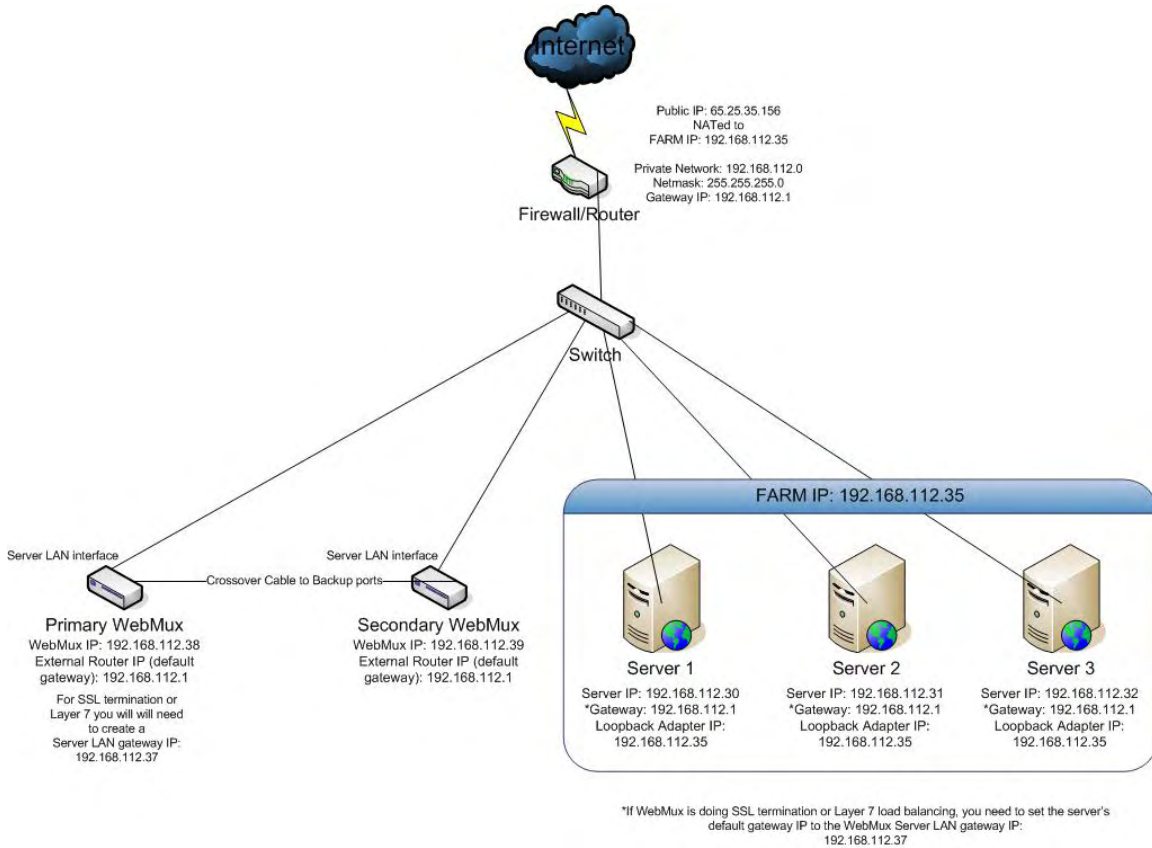 Internet
Public IP: 65.25.35.156
NATed to
FARM IP: 192.168.112.35
Private Network: 192.168.112.0
Netmask: 255.255.255.0
Gateway IP: 192.168.112.1
Firewall/Router
Switch
FARM IP: 192.168.112.35
Server LAN interface
Server LAN interface
Crossover Cable to Backup ports
Primary WebMux
WebMux IP: 192.168.112.38
External Router IP (default
gateway): 192.168.112.1
For SSL termination or
Layer 7 you will will need
to create a
Server LAN gateway IP:
192.168.112.37
Secondary WebMux
WebMux IP: 192.168.112.39
External Router IP (default
gateway): 192.168.112.1
Server 1
Server IP: 192.168.112.30
*Gateway: 192.168.112.1
Loopback Adapter IP:
192.168.112.35
Server 2
Server IP: 192.168.112.31
*Gateway: 192.168.112.1
Loopback Adapter IP:
192.168.112.35
Server 3
Server IP: 192.168.112.32
*Gateway: 192.168.112.1
Loopback Adapter IP:
192.168.112.35
*If WebMux is doing SSL termination or Layer 7 load balancing, you need to set the server's
default gateway IP to the WebMux Server LAN gateway IP:
192.168.112.37